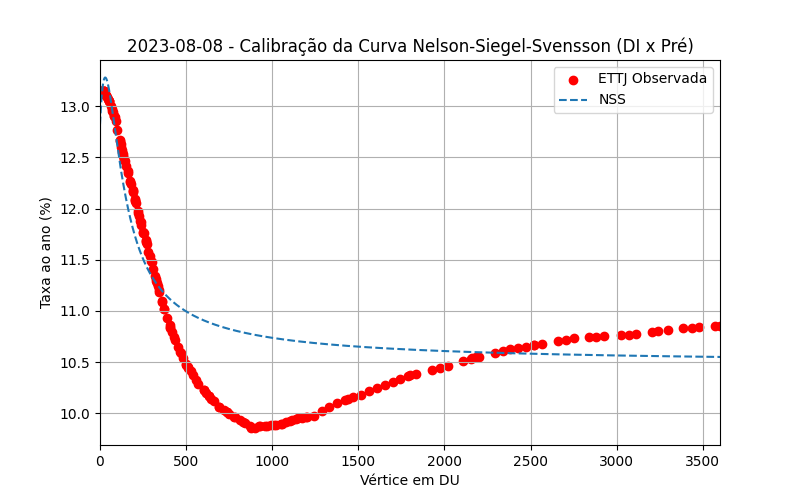 2023-08-08 - Calibração da Curva Nelson-Siegel-Svensson (DI x Pré)
ETTJ Observada
NSS
Taxa ao ano (%)
13.0
12.5
12.0
11.5
11.0
10.5
10.0
0 500 1000 1500 2000 2500 3000 3500
Vértice em DU